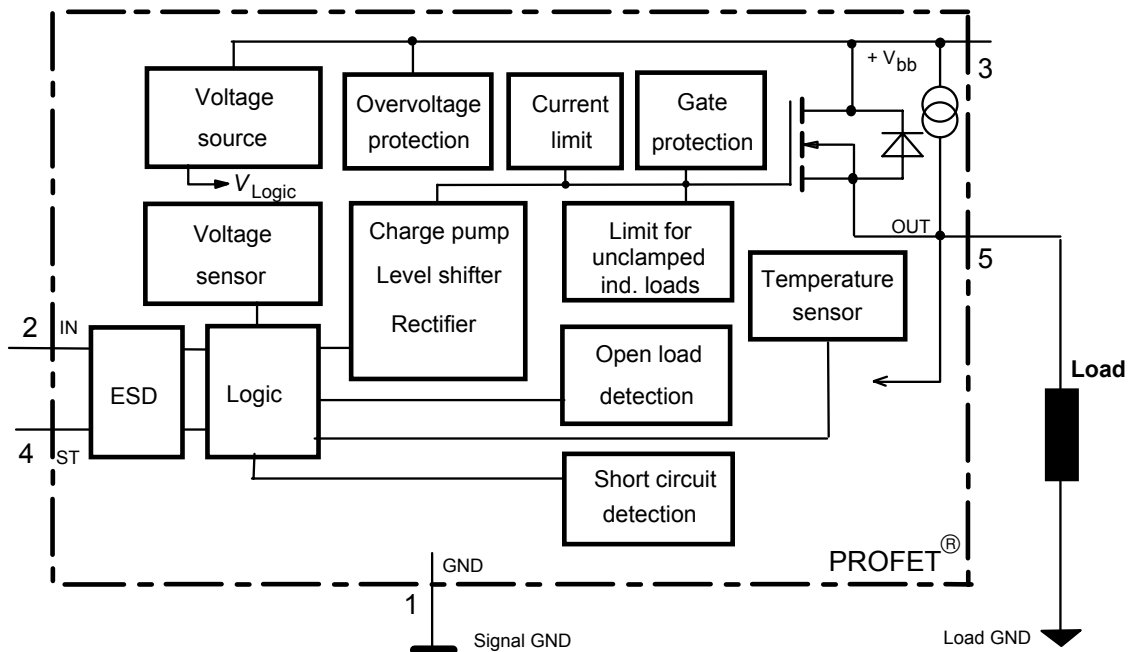 + V bb
3
Voltage
source
Overvoltage
protection
Current
limit
Gate
protection
V Logic
Voltage
sensor
Charge pump
Level shifter
Rectifier
Limit for
unclamped
ind. loads
OUT
5
Temperature
sensor
2 IN
ESD
Logic
Open load
detection
Load
4 ST
Short circuit
detection
PROFET®
GND
1
Signal GND
Load GND